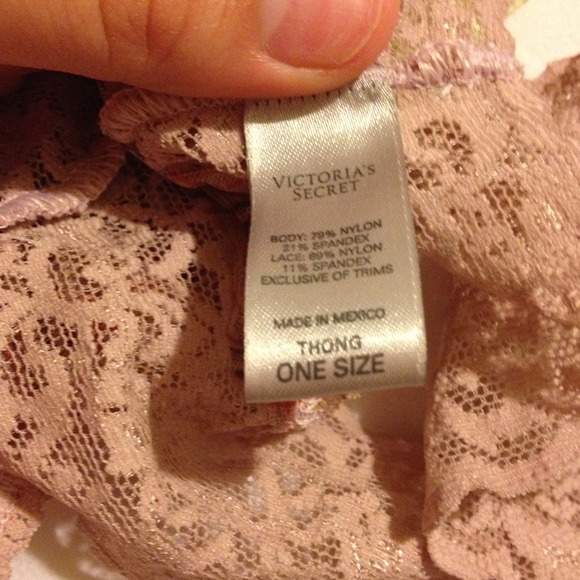 VICTORIA'S
SECRET
BODY: 79% NYLON
21% SPANDEX
LACE: 89% NYLON
11% SPANDEX
EXCLUSIVE OF TRIMS
MADE IN MEXICO
THONG
ONE SIZE